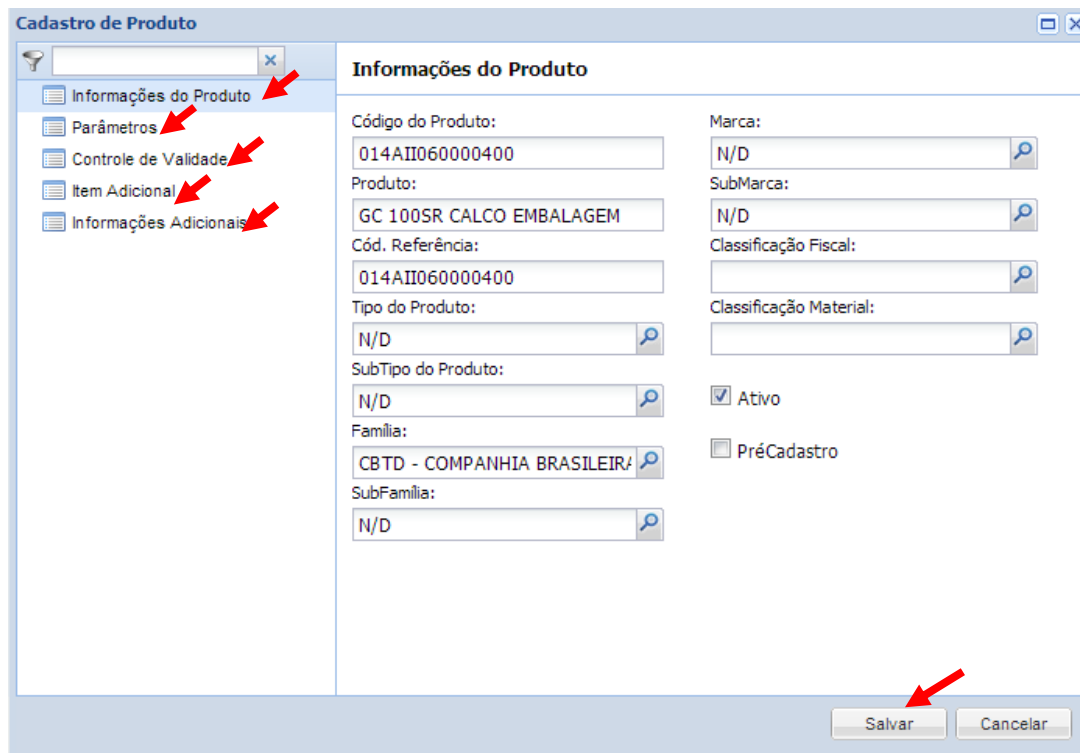 Cadastro de Produto
Informações do Produto
Parâmetros
Controle de Validade
Item Adicional
Informações Adicionais
Informações do Produto
Código do Produto:
014AII060000400
Produto:
GC 100SR CALCO EMBALAGEM
Cód. Referência:
014AII060000400
Tipo do Produto:
N/D
SubTipo do Produto:
N/D
Família:
CBTD - COMPANHIA BRASILEIRA
SubFamília:
N/D
Marca:
N/D
SubMarca:
N/D
Classificação Fiscal:
Classificação Material:
Ativo
PréCadastro
Salvar
Cancelar